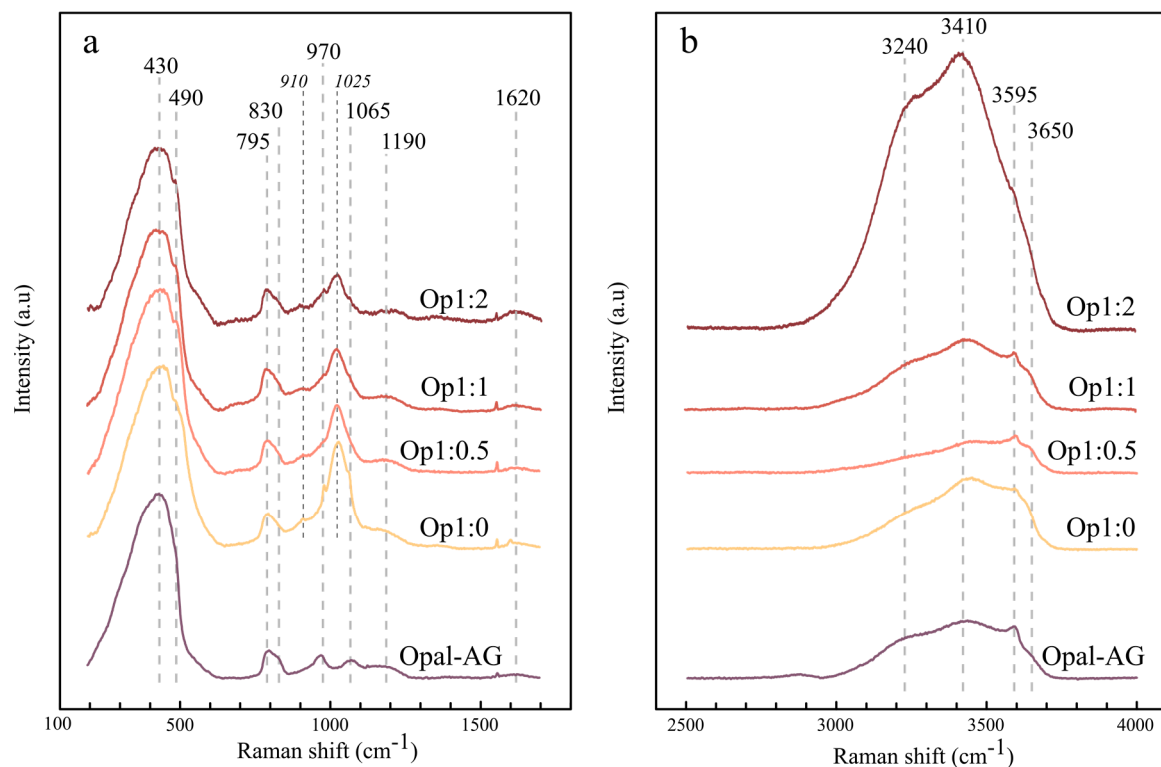 a
430
490
795
830
910
970
1025
1065
1190
1620
Op1:2
Op1:1
Op1:0.5
Op1:0
Opal-AG
Intensity (a.u)
100
500
1000
1500
Raman shift (cm⁻¹)
b
3240
3410
3595
3650
Op1:2
Op1:1
Op1:0.5
Op1:0
Opal-AG
Intensity (a.u)
2500
3000
3500
4000
Raman shift (cm⁻¹)